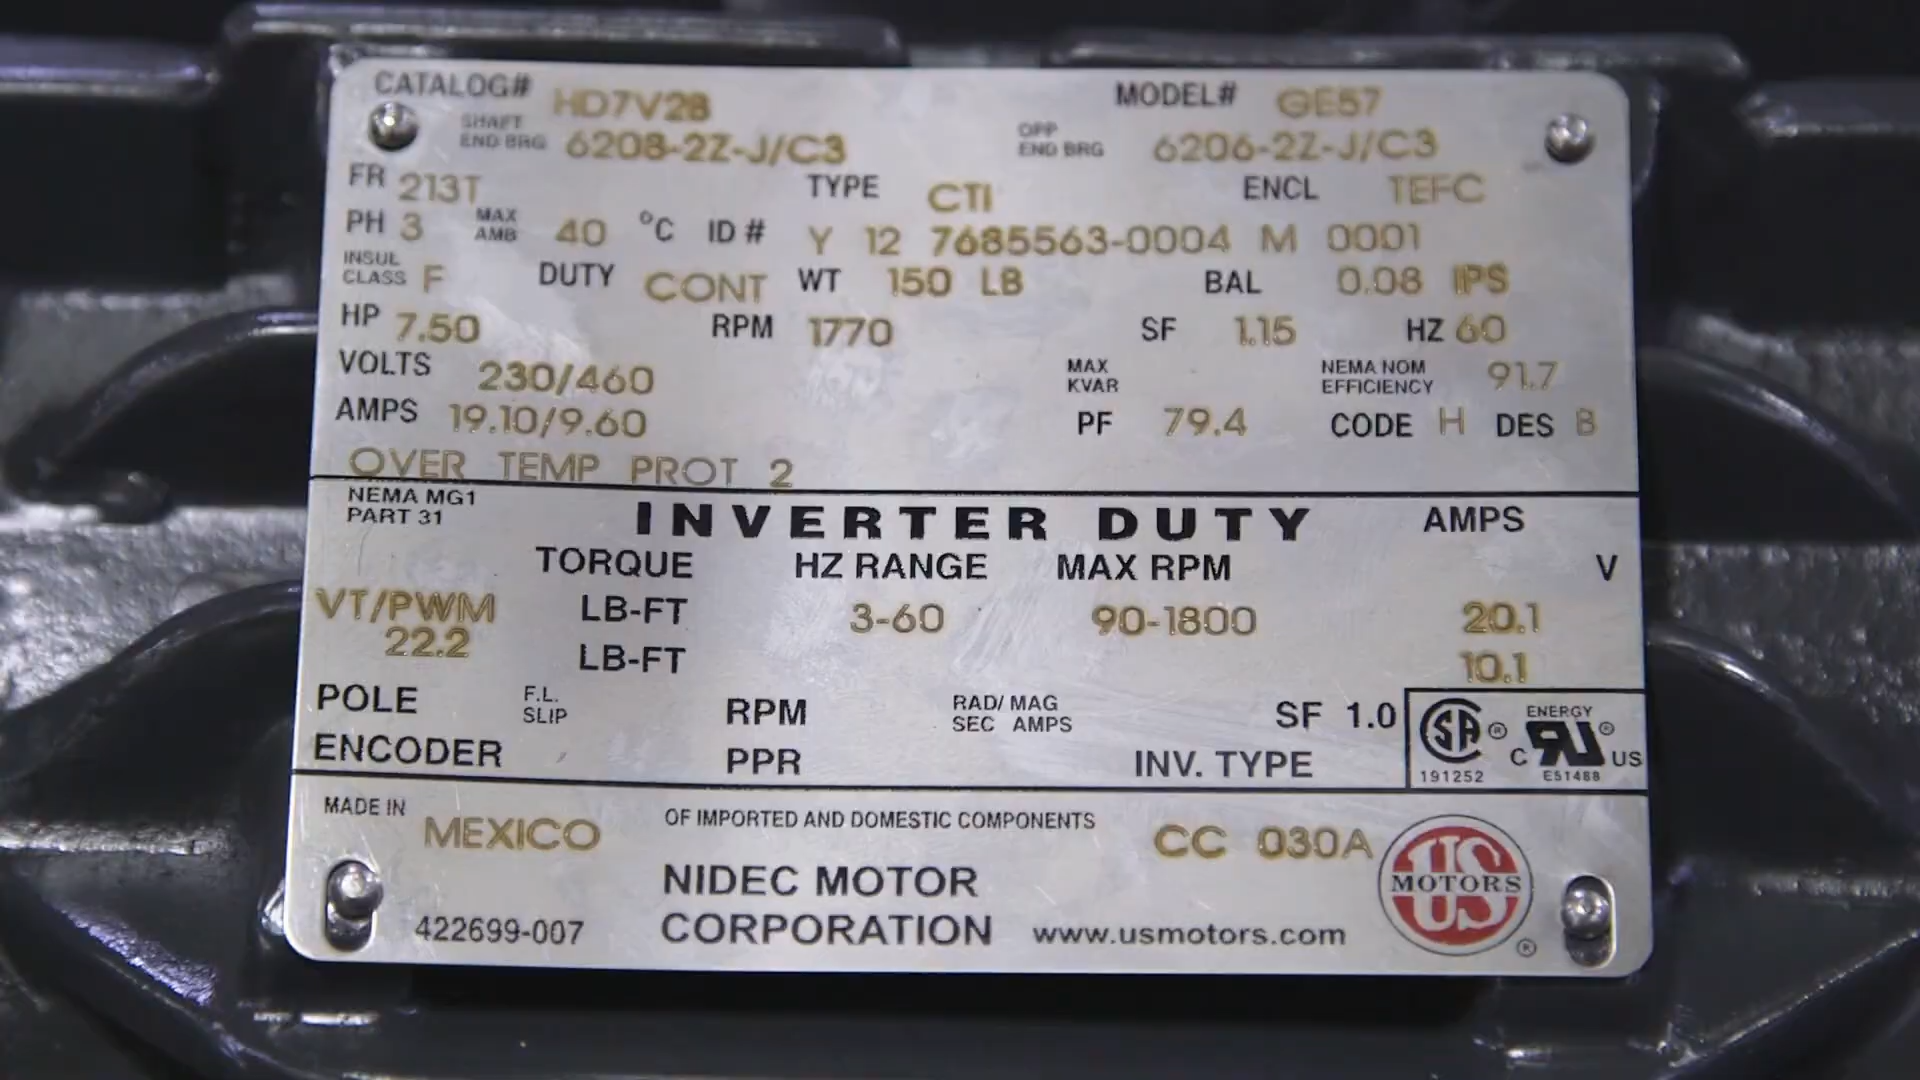 CATALOG# HD7V2B MODEL# GE57
SHAFT END BRG 6208-2Z-J/C3 OPP END BRG 6206-2Z-J/C3
FR 213T TYPE CTI ENCL TEFC
PH 3 MAX AMB 40 °C ID# Y 12 7685563-0004 M 0001
INSUL CLASS F DUTY CONT WT 150 LB BAL 0.08 IPS
HP 7.50 RPM 1770 SF 1.15 HZ 60
VOLTS 230/460 MAX KVAR NEMA NOM EFFICIENCY 91.7
AMPS 19.10/9.60 PF 79.4 CODE H DES B
OVER TEMP PROT 2
NEMA MG1 PART 31 INVERTER DUTY AMPS
TORQUE HZ RANGE MAX RPM V
VT/PWM LB-FT 3-60 90-1800 20.1
22.2 LB-FT 10.1
POLE F.L. SLIP RPM RAD/SEC MAG AMPS SF 1.0
ENCODER PPR INV. TYPE
SA ® 191252
ENERGY
C RU ® US
E51488
MADE IN MEXICO OF IMPORTED AND DOMESTIC COMPONENTS CC 030A
NIDEC MOTOR
422699-007 CORPORATION www.usmotors.com
US MOTORS ®